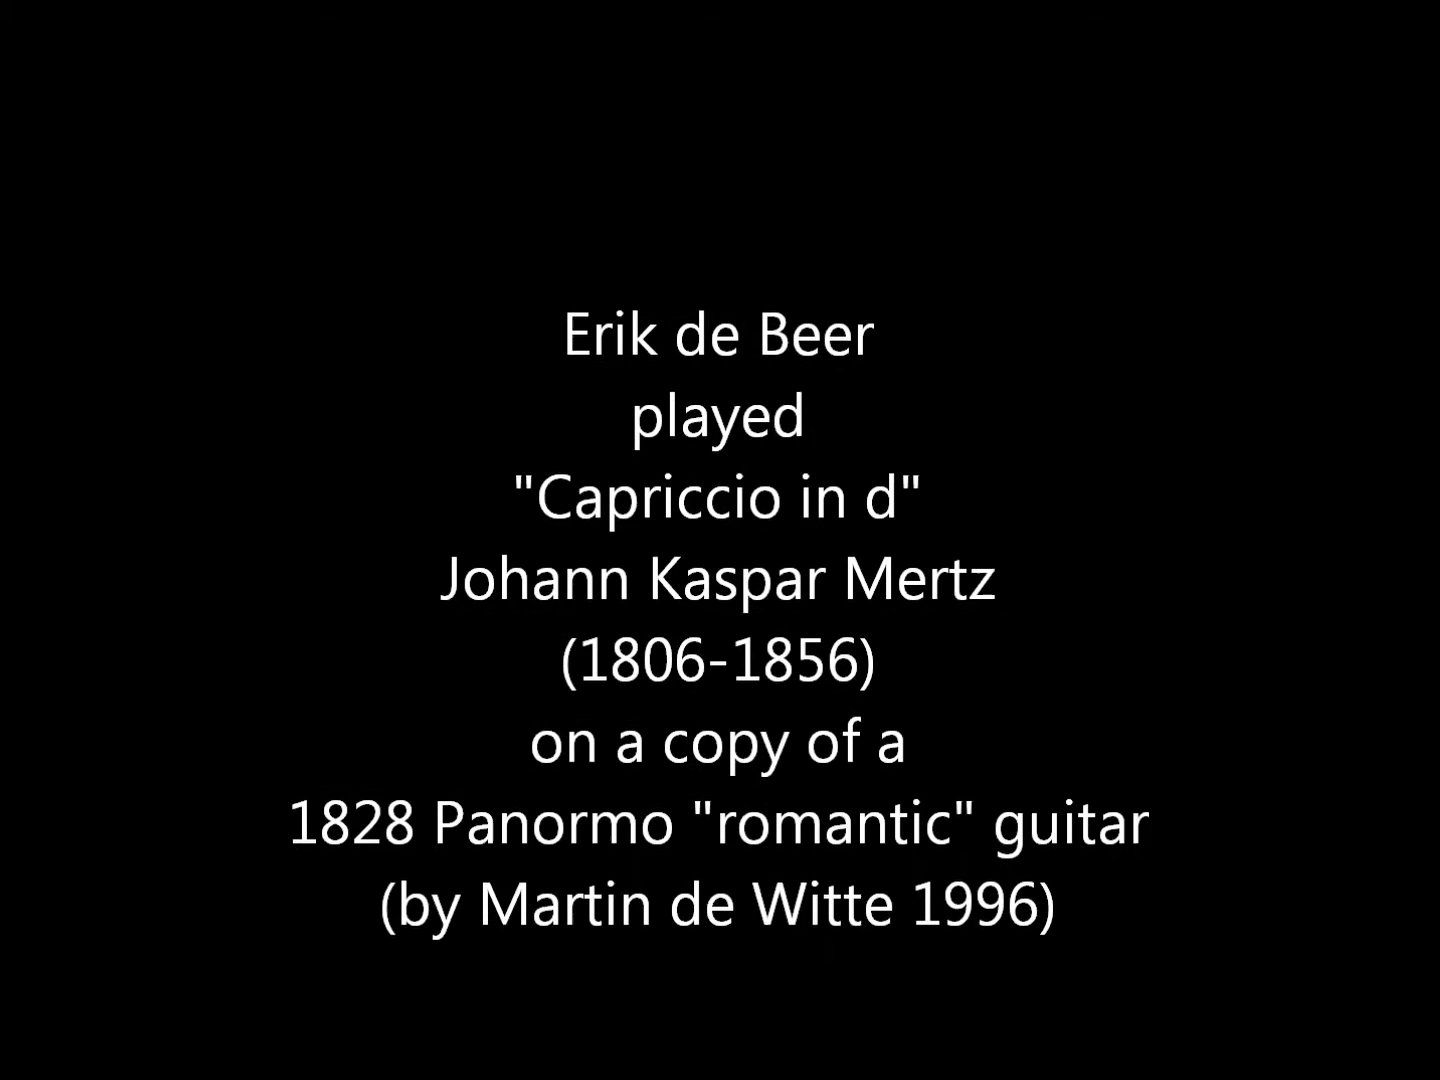 Erik de Beer
played
"Capriccio in d"
Johann Kaspar Mertz
(1806-1856)
on a copy of a
1828 Panormo "romantic" guitar
(by Martin de Witte 1996)